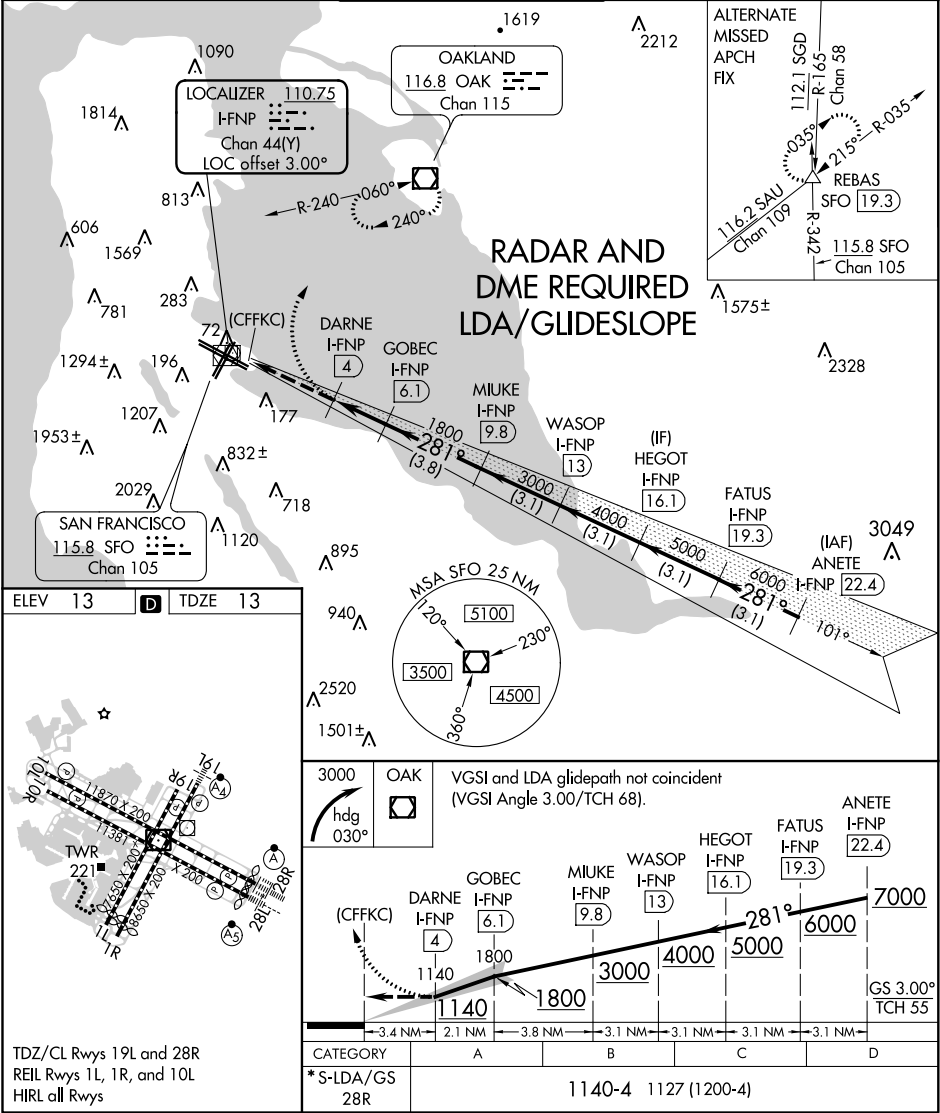 1619
2212
1090
1814
LOCALIZER 110.75
I-FNP
Chan 44(Y)
LOC offset 3.00°
OAKLAND
116.8 OAK
Chan 115
ALTERNATE
MISSED
APCH
FIX
112.1 SGD
R-165
Chan 58
R-035
035°
215°
REBAS
SFO 19.3
116.2 SAU
Chan 109
R-342
115.8 SFO
Chan 105
813
R-240
060°
240°
606
1569
RADAR AND
DME REQUIRED
LDA/GLIDESLOPE
781
283
1575±
(CFFKC)
72
DARNE
I-FNP
4
GOBEC
I-FNP
6.1
2328
1294±
196
MIUKE
I-FNP
9.8
1207
177
1953±
WASOP
I-FNP
13
(IF)
HEGOT
I-FNP
16.1
1800
281°
(3.8)
832±
3000
(3.1)
718
FATUS
I-FNP
19.3
2029
4000
(3.1)
3049
SAN FRANCISCO
115.8 SFO
Chan 105
1120
895
5000
(3.1)
(IAF)
ANETE
I-FNP 22.4
6000
281°
(3.1)
101°
MSA SFO 25 NM
120°
5100
230°
3500
4500
360°
940
2520
1501±
ELEV 13 D TDZE 13
10L
10R
19L
19R
A4
P
P
P
P
11870 X 200
11381 X 200
TWR
221
7650 X 200
8650 X 200
P
P
A
28R
28L
A5
1L
1R
TDZ/CL Rwys 19L and 28R
REIL Rwys 1L, 1R, and 10L
HIRL all Rwys
3000
hdg
030°
OAK
VGSI and LDA glidepath not coincident
(VGSI Angle 3.00/TCH 68).
(CFFKC)
DARNE
I-FNP
4
GOBEC
I-FNP
6.1
MIUKE
I-FNP
9.8
WASOP
I-FNP
13
HEGOT
I-FNP
16.1
FATUS
I-FNP
19.3
ANETE
I-FNP
22.4
1140
1800
281°
7000
6000
5000
4000
3000
1800
1140
GS 3.00°
TCH 55
3.4 NM 2.1 NM 3.8 NM 3.1 NM 3.1 NM 3.1 NM 3.1 NM
CATEGORY A B C D
* S-LDA/GS
28R
1140-4 1127 (1200-4)